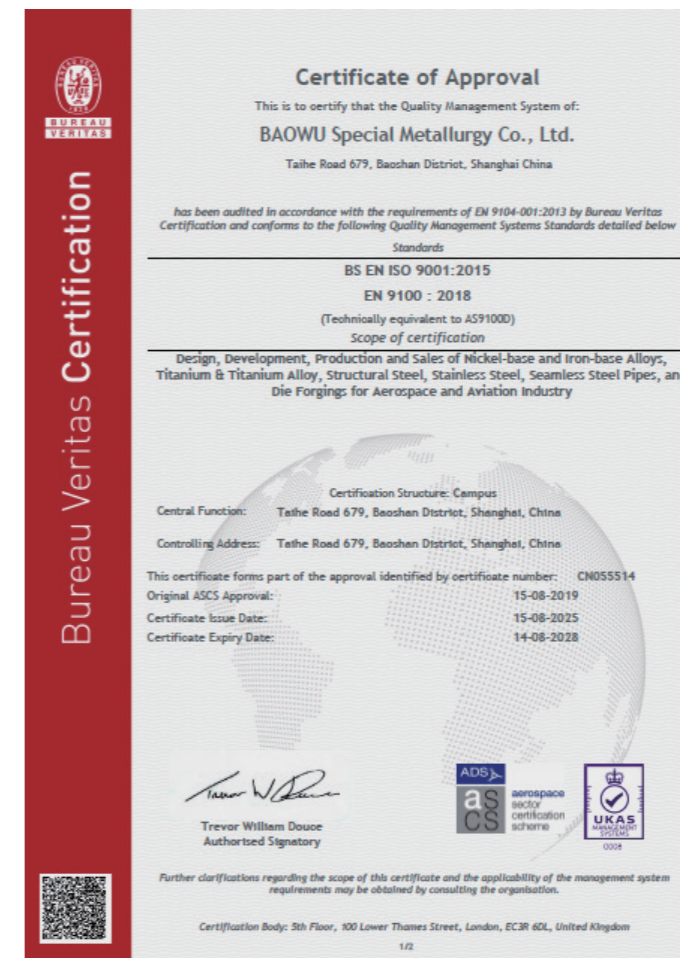 BUREAU
VERITAS
Bureau Veritas Certification
Certificate of Approval
This is to certify that the Quality Management System of:
BAOWU Special Metallurgy Co., Ltd.
Taihe Road 679, Baoshan District, Shanghai China
has been audited in accordance with the requirements of EN 9104-001:2013 by Bureau Veritas
Certification and conforms to the following Quality Management Systems Standards detailed below
Standards
BS EN ISO 9001:2015
EN 9100 : 2018
(Technically equivalent to AS9100D)
Scope of certification
Design, Development, Production and Sales of Nickel-base and Iron-base Alloys,
Titanium & Titanium Alloy, Structural Steel, Stainless Steel, Seamless Steel Pipes, an
Die Forgings for Aerospace and Aviation Industry
Certification Structure: Campus
Central Function: Taihe Road 679, Baoshan District, Shanghai, China
Controlling Address: Taihe Road 679, Baoshan District, Shanghai, China
This certificate forms part of the approval identified by certificate number: CN055514
Original ASCS Approval: 15-08-2019
Certificate Issue Date: 15-08-2025
Certificate Expiry Date: 14-08-2028
Trevor William Douce
Authorised Signatory
ADS
as
CS
aerospace
sector
certification
scheme
UKAS
MANAGEMENT
SYSTEMS
0008
Further clarifications regarding the scope of this certificate and the applicability of the management system
requirements may be obtained by consulting the organisation.
Certification Body: 5th Floor, 100 Lower Thames Street, London, EC3R 6DL, United Kingdom
1/2